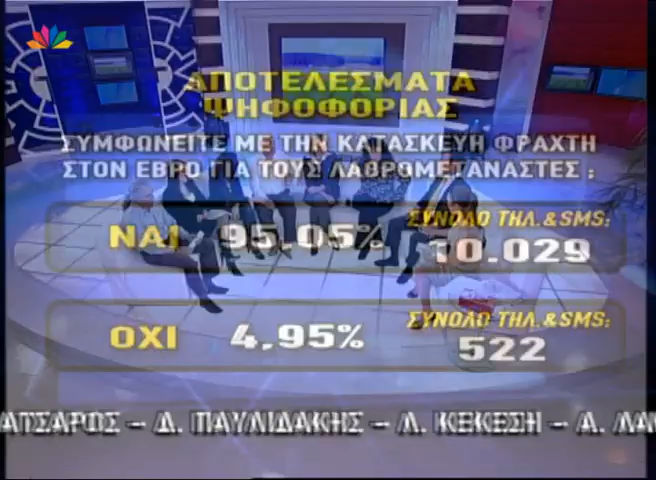 ΑΠΟΤΕΛΕΣΜΑΤΑ
ΨΗΦΟΦΟΡΙΑΣ
ΣΥΜΦΩΝΕΙΤΕ ΜΕ ΤΗΝ ΚΑΤΑΣΚΕΥΗ ΦΡΑΧΤΗ
ΣΤΟΝ ΕΒΡΟ ΓΙΑ ΤΟΥΣ ΛΑΘΡΟΜΕΤΑΝΑΣΤΕΣ ;
ΝΑΙ 95.05% ΣΥΝΟΛΟ ΤΗΛ.&SMS: 10.029
ΟΧΙ 4,95% ΣΥΝΟΛΟ ΤΗΛ.&SMS: 522
ΑΤΣΑΡΟΣ – Δ. ΠΑΥΛΙΔΑΚΗΣ – Λ. ΚΕΚΕΣΗ – Α.